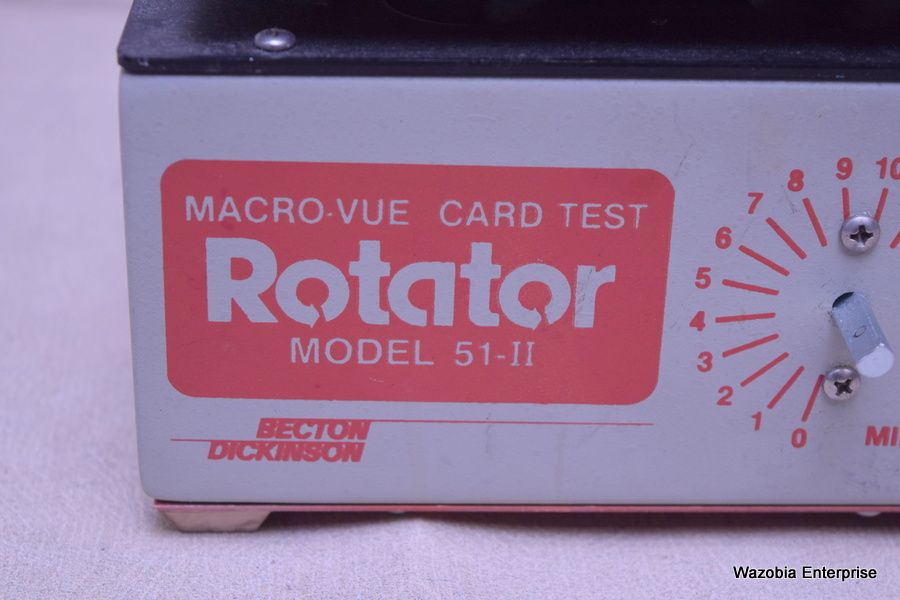 MACRO-VUE CARD TEST
Rotator
MODEL 51-II
BECTON
DICKINSON
0
1
2
3
4
5
6
7
8
9
10
MI
Wazobia Enterprise